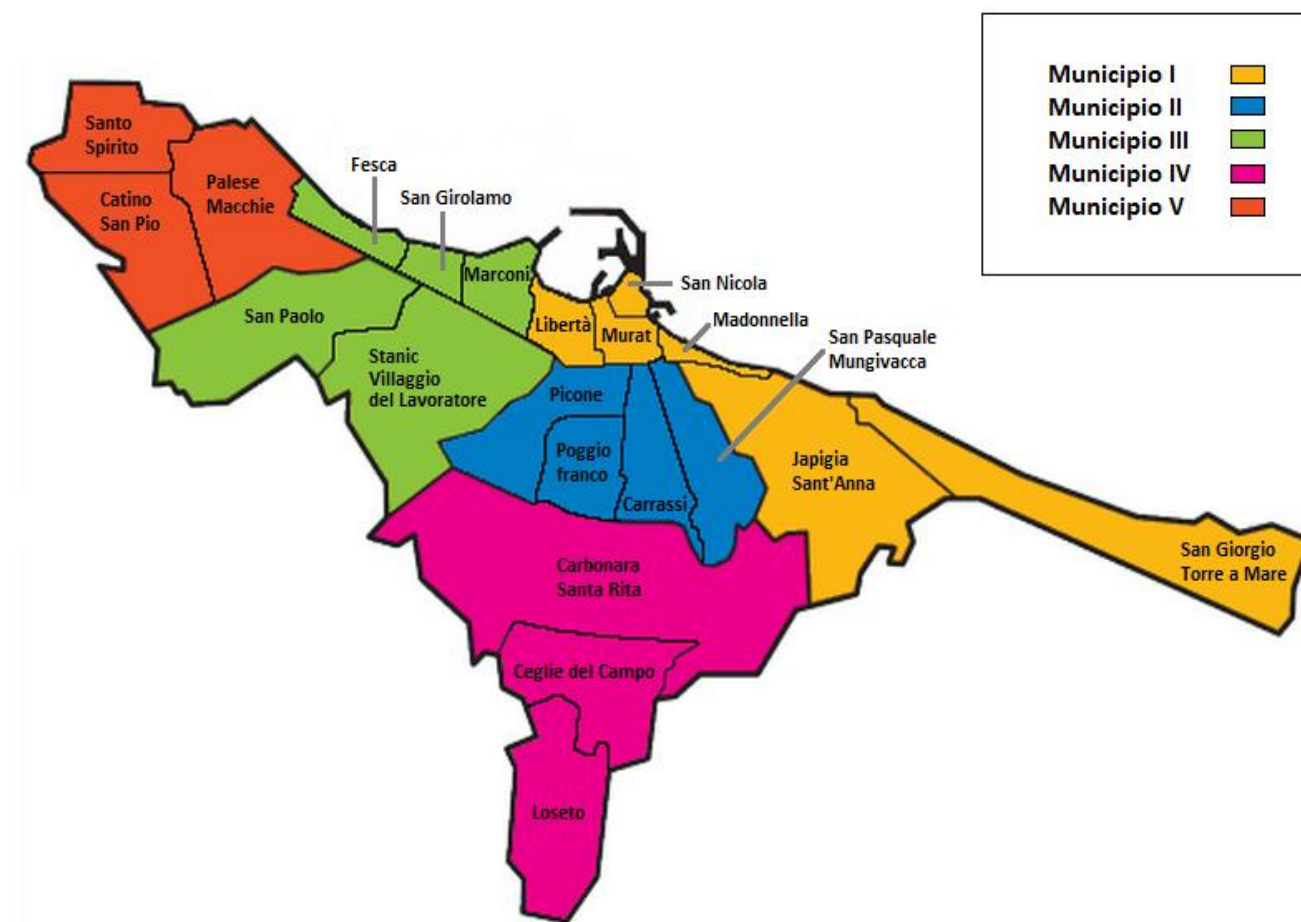 Municipio I
Municipio II
Municipio III
Municipio IV
Municipio V
Santo
Spirito
Catino
San Pio
Palese
Macchie
Fesca
San Girolamo
Marconi
San Paolo
Stanic
Villaggio
del Lavoratore
Libertà
Murat
San Nicola
Madonnella
San Pasquale
Mungivacca
Picone
Poggio
franco
Carrassi
Japigia
Sant'Anna
San Giorgio
Torre a Mare
Carbonara
Santa Rita
Ceglie del Campo
Loseto